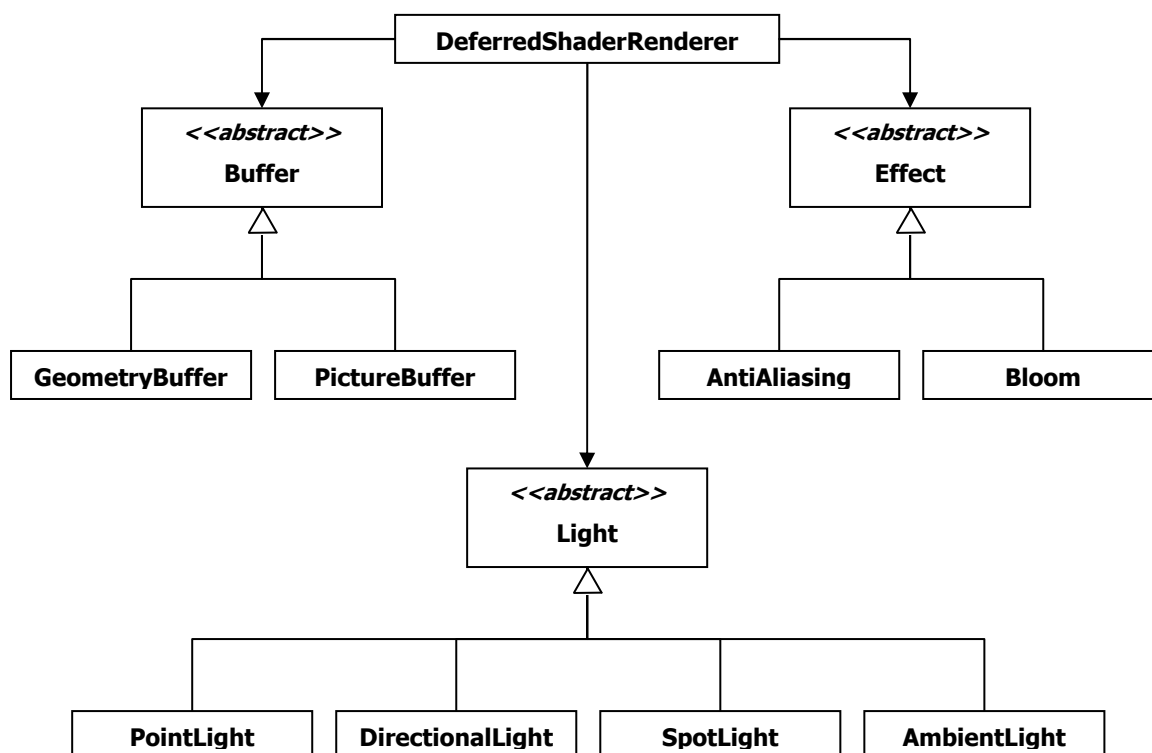 DeferredShaderRenderer
<<abstract>>
Buffer
<<abstract>>
Effect
GeometryBuffer
PictureBuffer
AntiAliasing
Bloom
<<abstract>>
Light
PointLight
DirectionalLight
SpotLight
AmbientLight